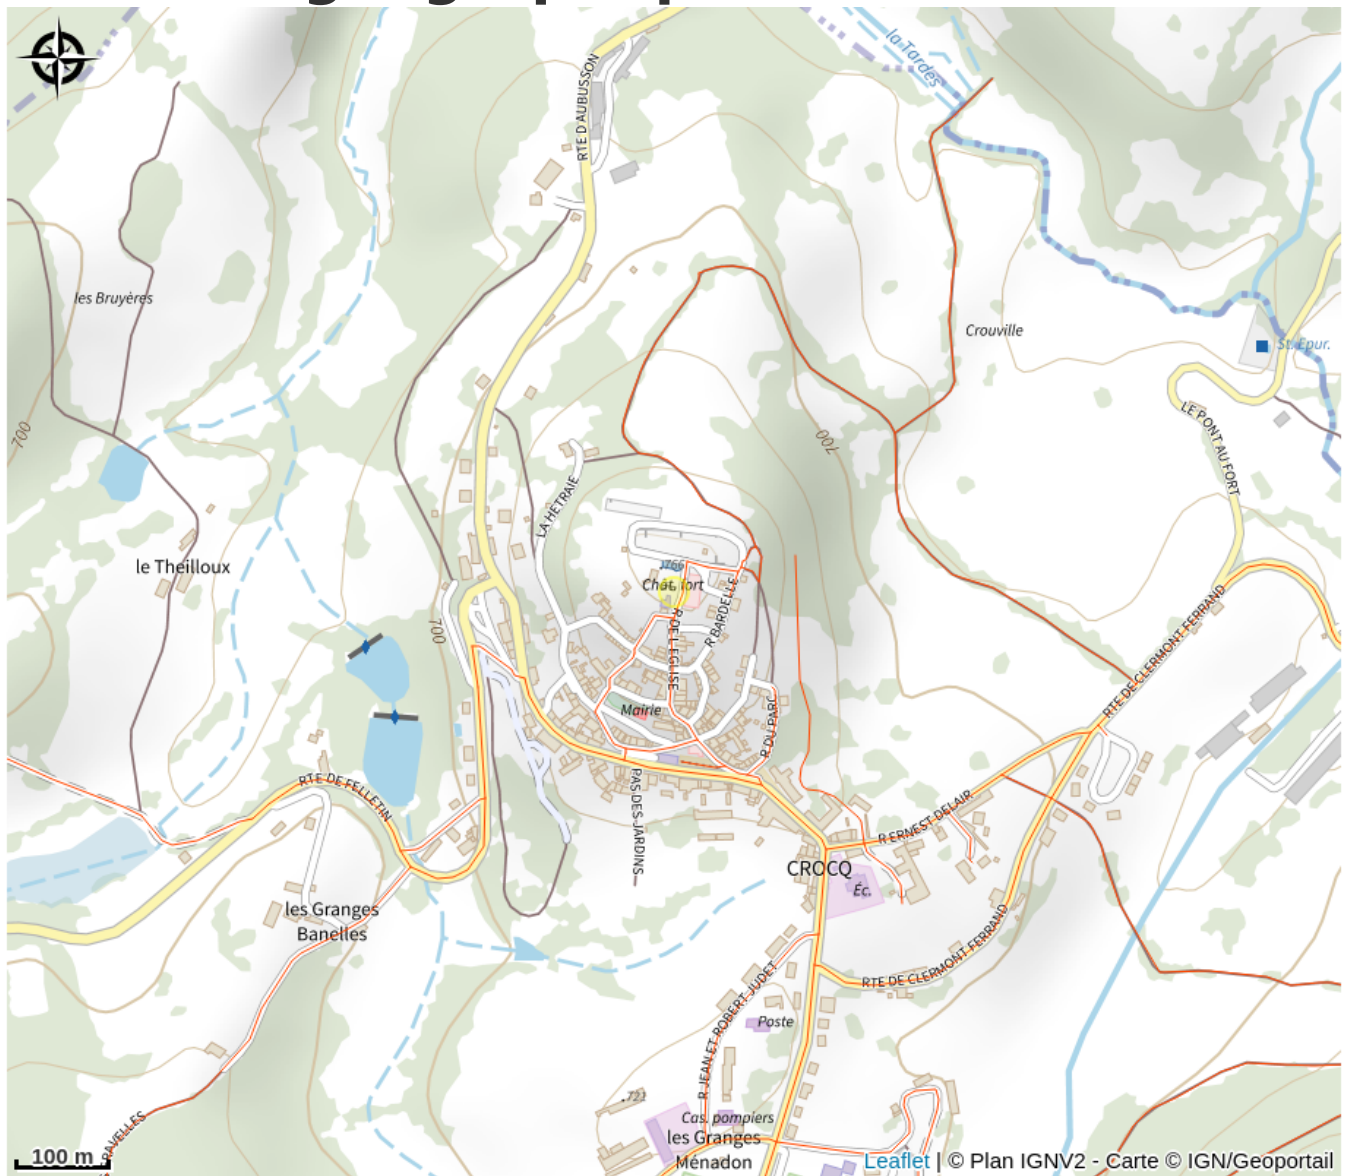 la Tardes
RTE D'AUBUSSON
les Bruyères
Crouville
St. Épur.
700
700
LE PONT AU FORT
LA HÊTRAIE
le Theilloux
766
R BARDELLE
R DE L'EGLISE
700
RTE DE CLERMONT FERRAND
Mairie
R DU PARC
RTE DE FELLETIN
PAS DES JARDINS
R ERNEST DELAIR
CROCQ
Éc.
les Granges
Banelles
RTE DE CLERMONT FERRAND
R JEAN ET ROBERT JUDET
Poste
.721
Cas. pompiers
les Granges
Ménadon
100 m
Leaflet | © Plan IGNV2 - Carte © IGN/Geoportail